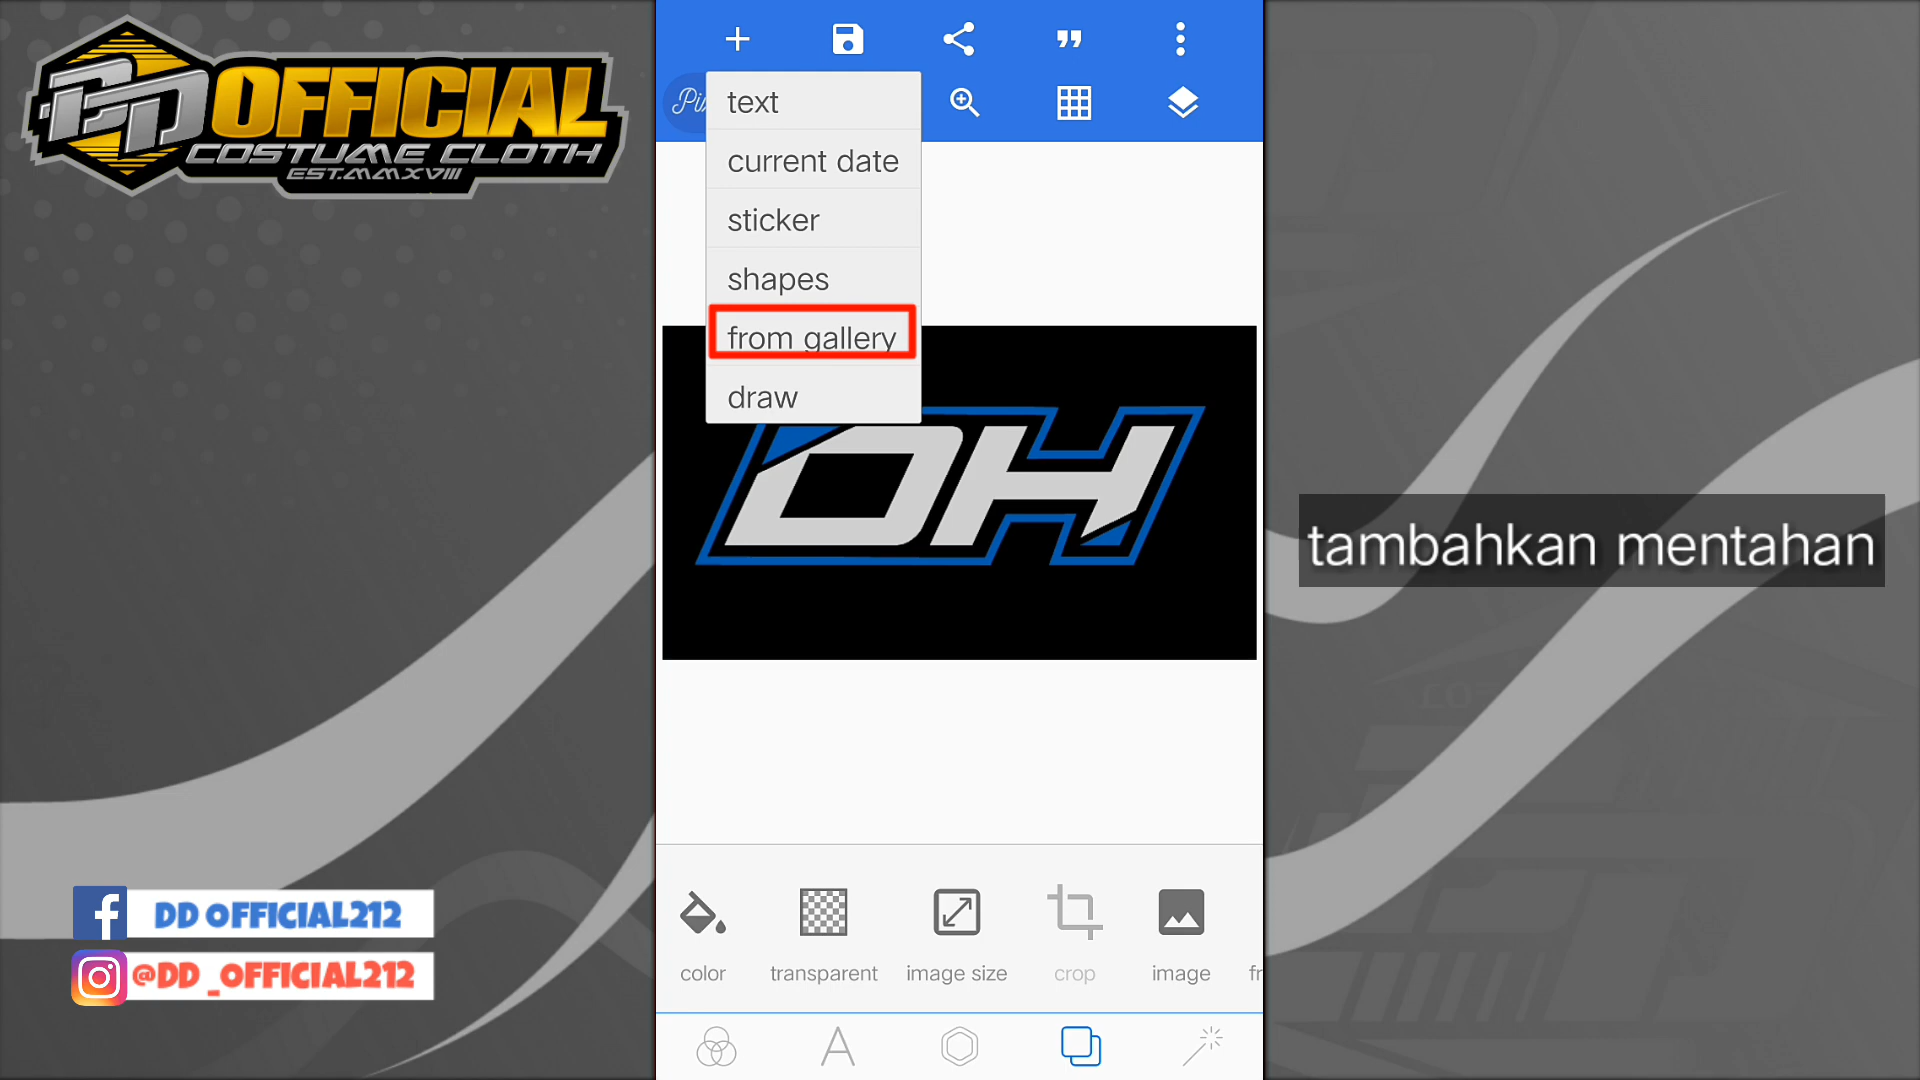 DD OFFICIAL
COSTUME CLOTH
EST.MMXVIII
text
current date
sticker
shapes
from gallery
draw
DH
tambahkan mentahan
color
transparent
image size
crop
image
DD OFFICIAL212
@DD_OFFICIAL212